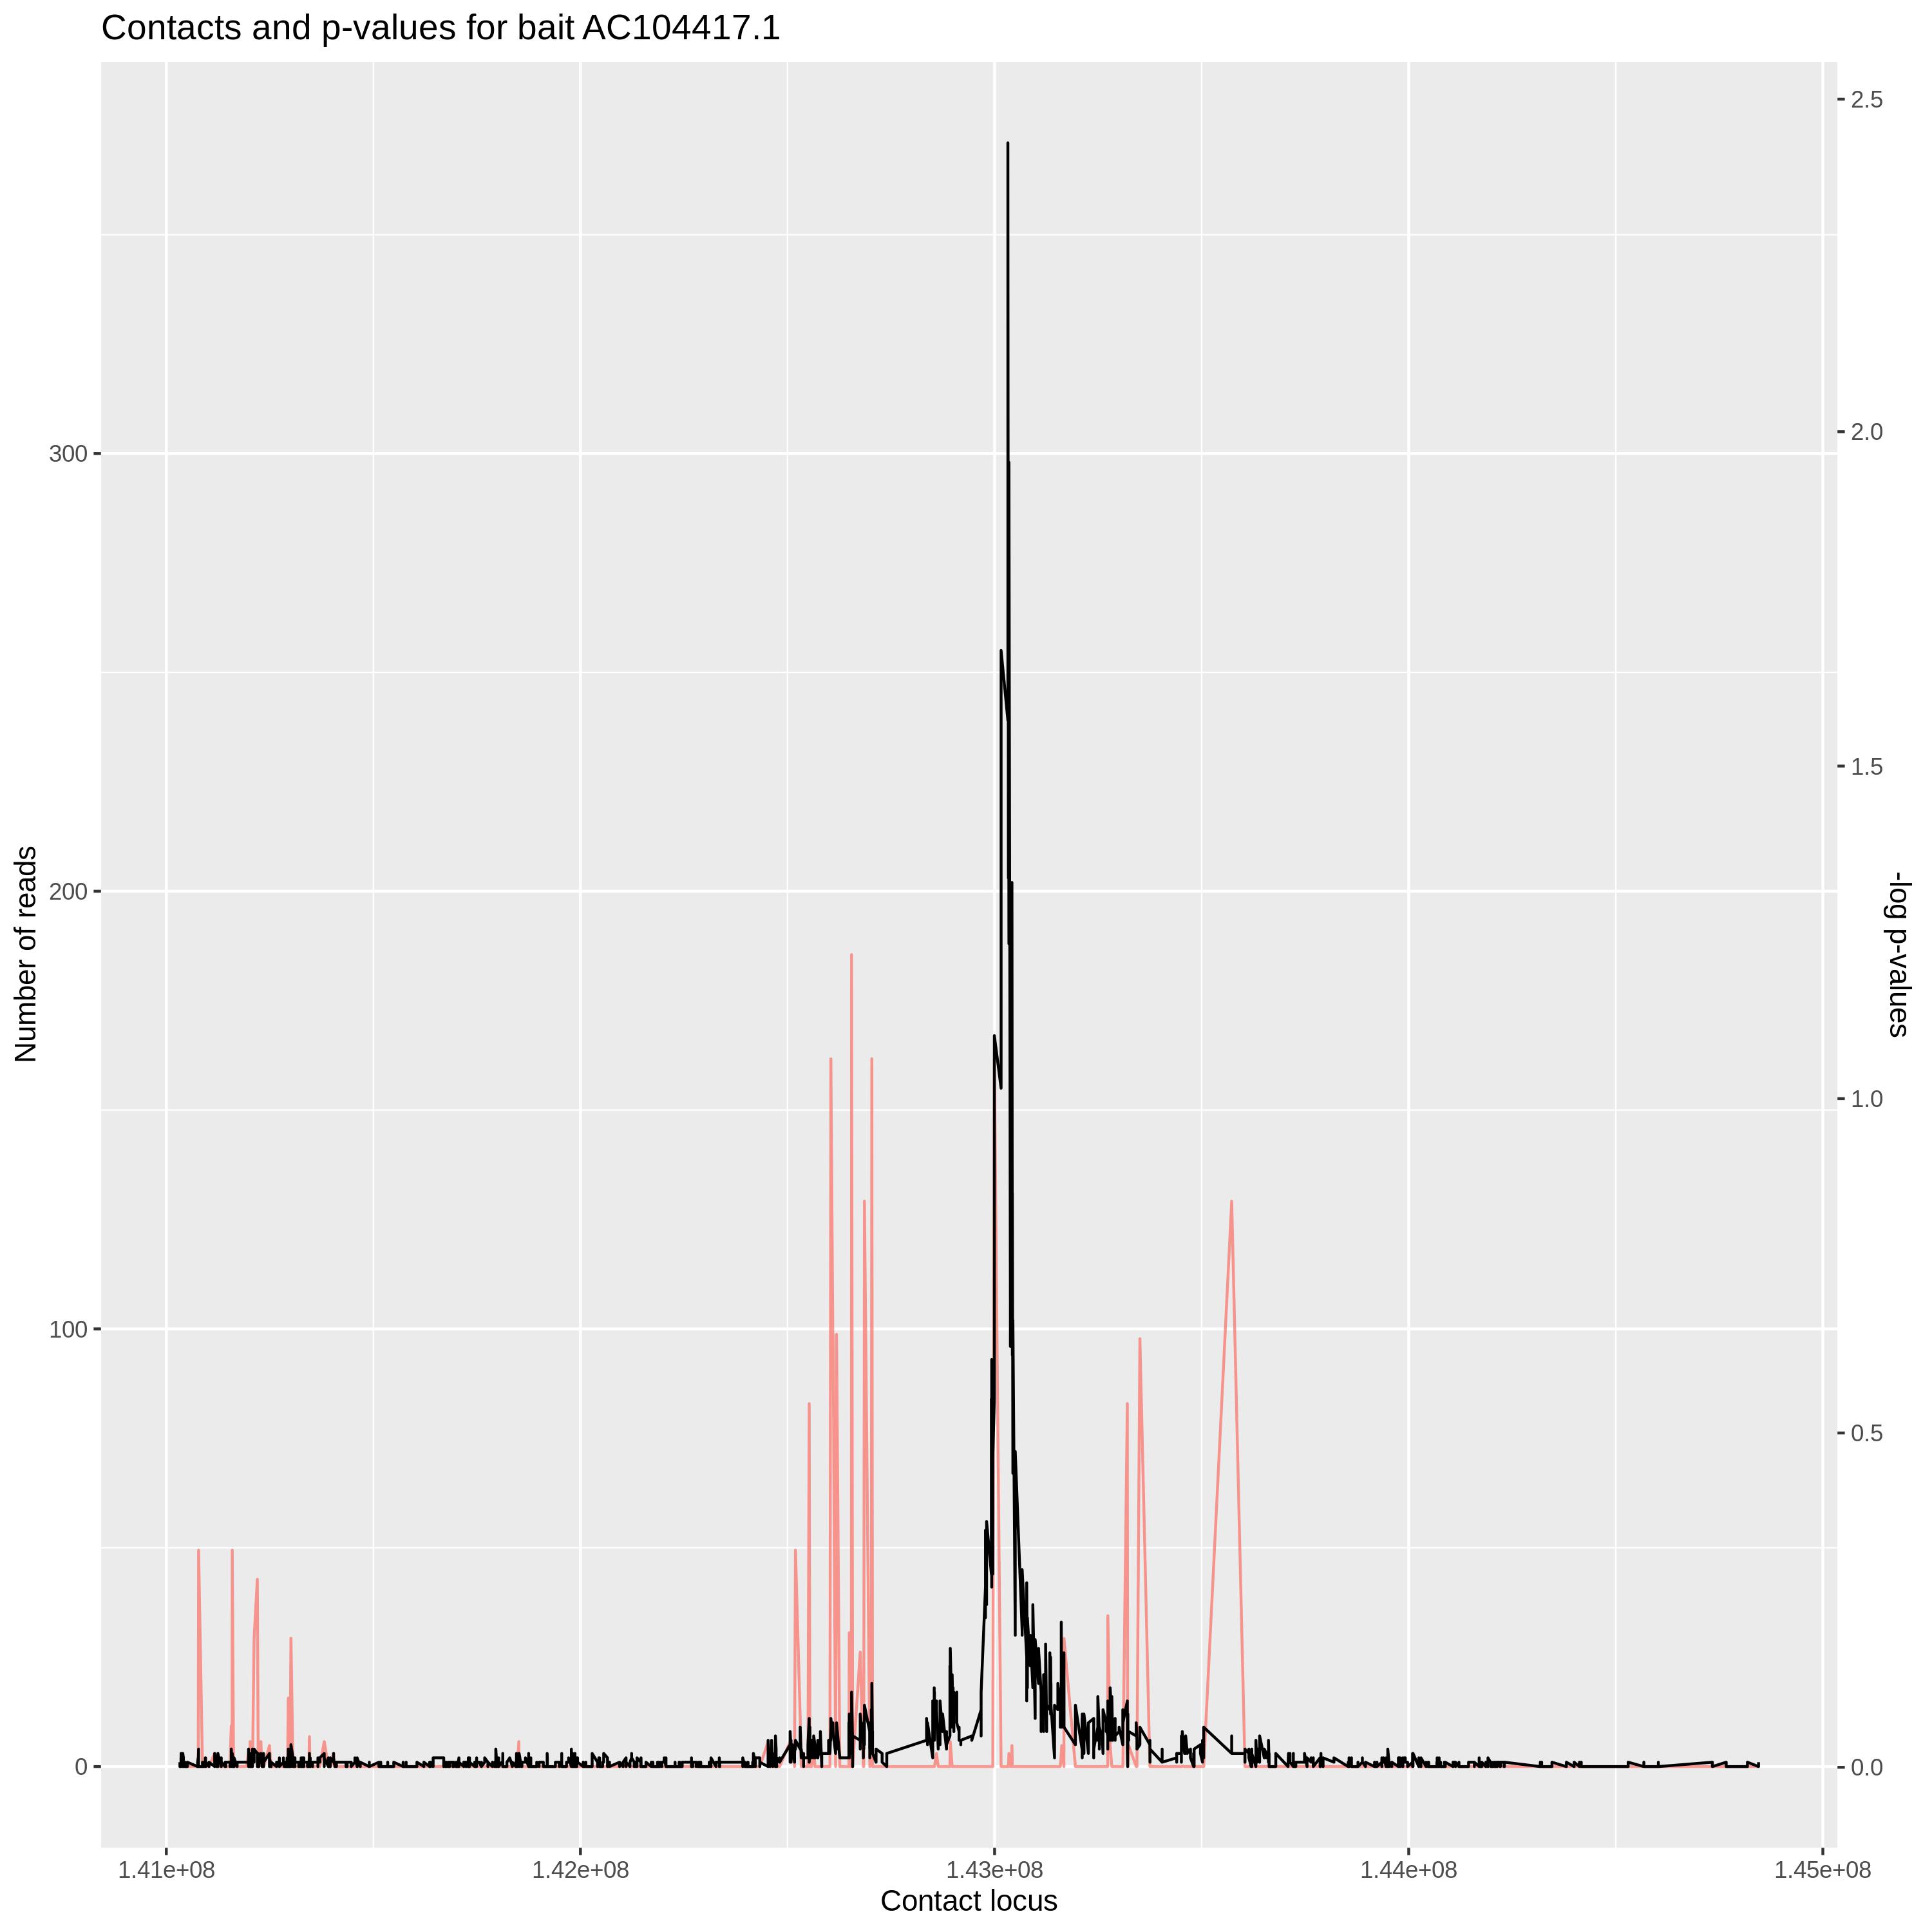 Contacts and p-values for bait AC104417.1
Number of reads
300
200
100
0
2.5
2.0
1.5
1.0
0.5
0.0
-log p-values
1.41e+08
1.42e+08
1.43e+08
1.44e+08
1.45e+08
Contact locus